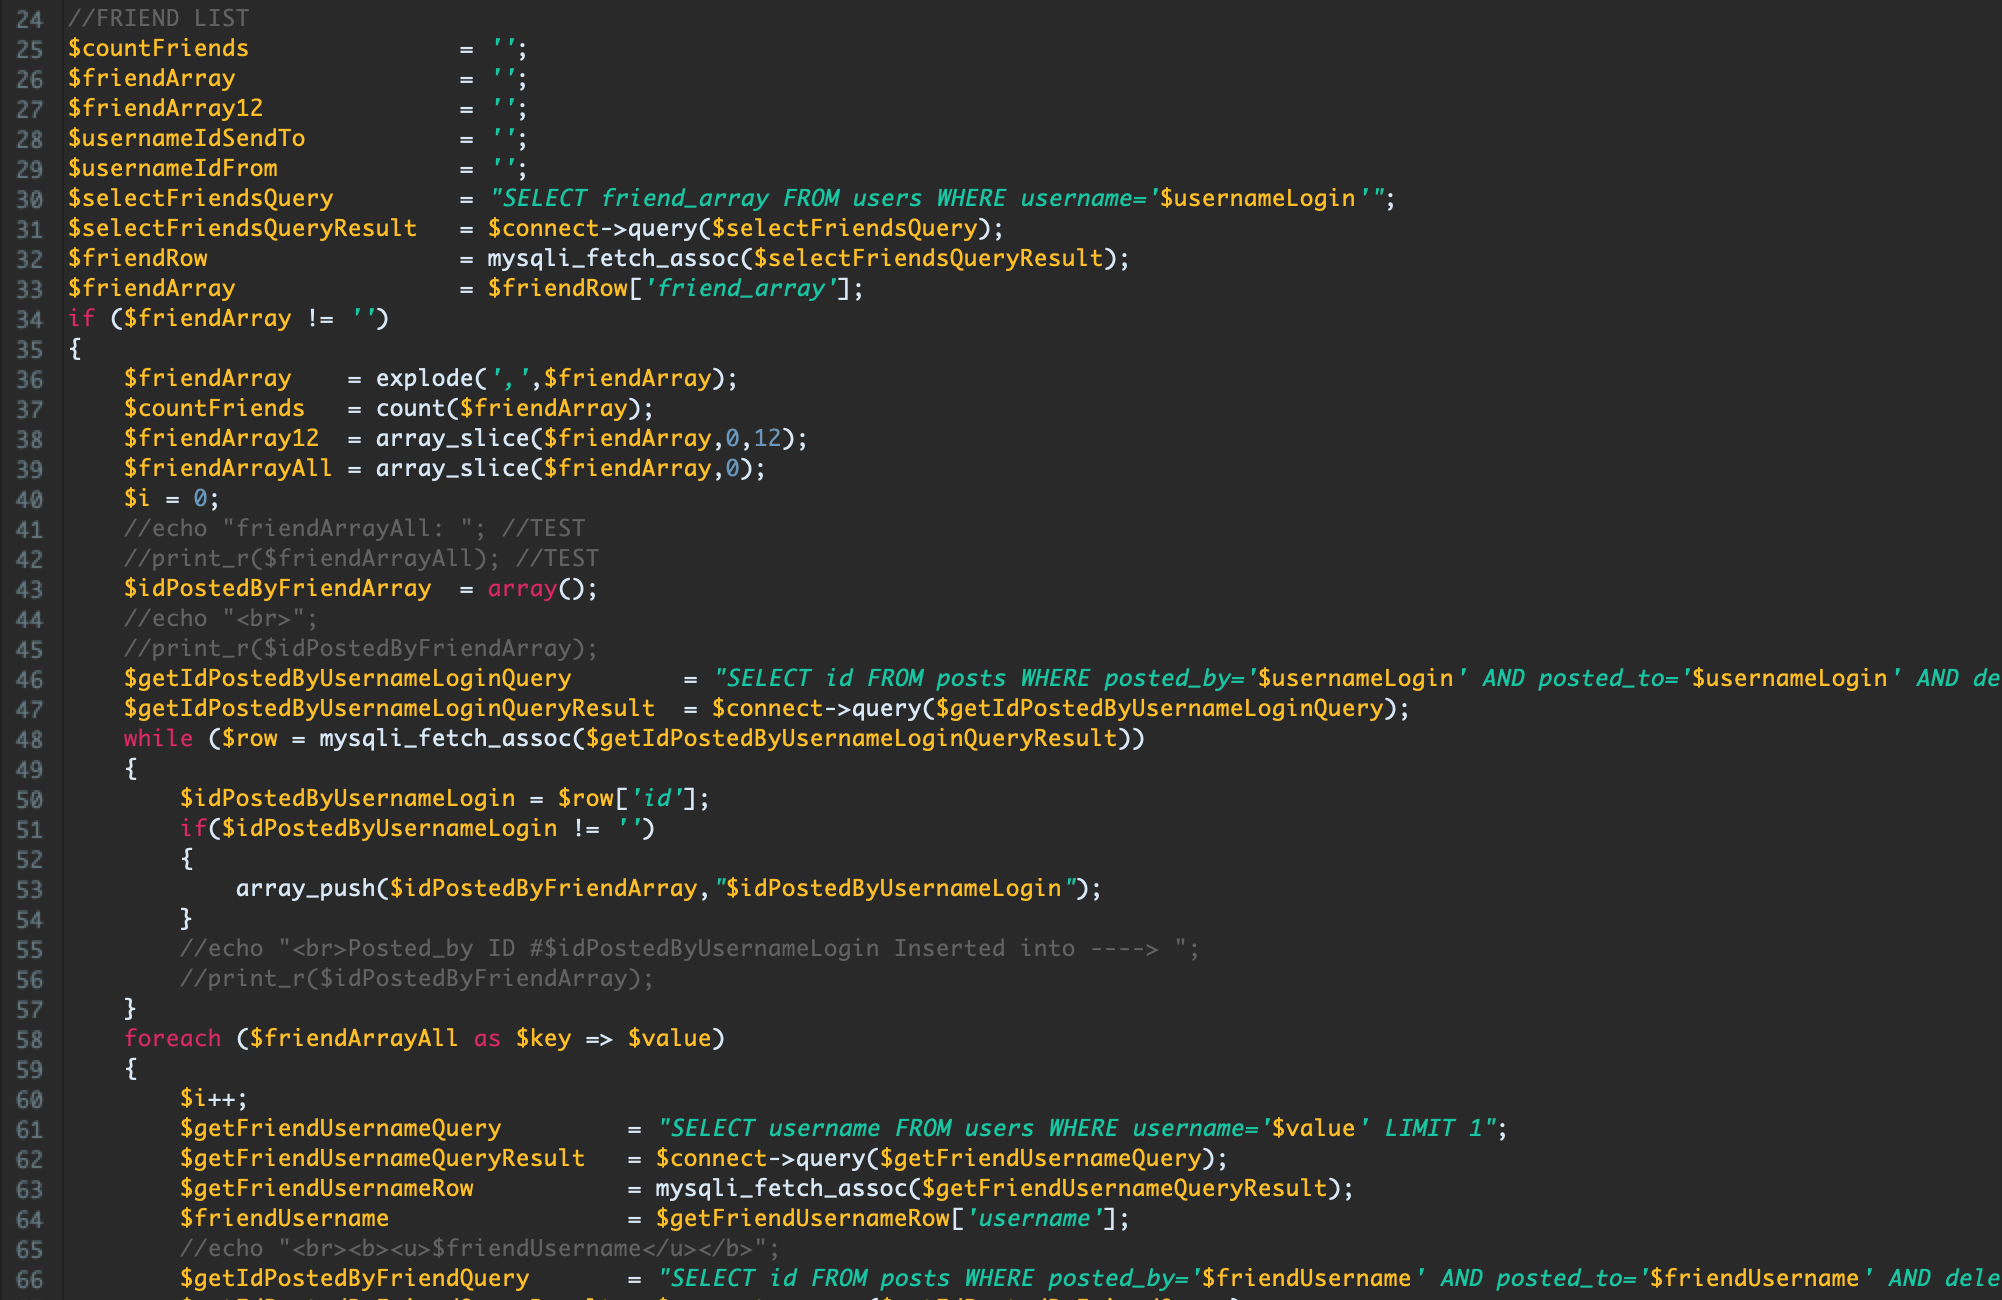 24 //FRIEND LIST
25 $countFriends = '';
26 $friendArray = '';
27 $friendArray12 = '';
28 $usernameIdSendTo = '';
29 $usernameIdFrom = '';
30 $selectFriendsQuery = "SELECT friend_array FROM users WHERE username='$usernameLogin'";
31 $selectFriendsQueryResult = $connect->query($selectFriendsQuery);
32 $friendRow = mysqli_fetch_assoc($selectFriendsQueryResult);
33 $friendArray = $friendRow['friend_array'];
34 if ($friendArray != '')
35 {
36 $friendArray = explode(',',$friendArray);
37 $countFriends = count($friendArray);
38 $friendArray12 = array_slice($friendArray,0,12);
39 $friendArrayAll = array_slice($friendArray,0);
40 $i = 0;
41 //echo "friendArrayAll: "; //TEST
42 //print_r($friendArrayAll); //TEST
43 $idPostedByFriendArray = array();
44 //echo "<br>";
45 //print_r($idPostedByFriendArray);
46 $getIdPostedByUsernameLoginQuery = "SELECT id FROM posts WHERE posted_by='$usernameLogin' AND posted_to='$usernameLogin' AND de
47 $getIdPostedByUsernameLoginQueryResult = $connect->query($getIdPostedByUsernameLoginQuery);
48 while ($row = mysqli_fetch_assoc($getIdPostedByUsernameLoginQueryResult))
49 {
50 $idPostedByUsernameLogin = $row['id'];
51 if($idPostedByUsernameLogin != '')
52 {
53 array_push($idPostedByFriendArray,"$idPostedByUsernameLogin");
54 }
55 //echo "<br>Posted_by ID #$idPostedByUsernameLogin Inserted into ----> ";
56 //print_r($idPostedByFriendArray);
57 }
58 foreach ($friendArrayAll as $key => $value)
59 {
60 $i++;
61 $getFriendUsernameQuery = "SELECT username FROM users WHERE username='$value' LIMIT 1";
62 $getFriendUsernameQueryResult = $connect->query($getFriendUsernameQuery);
63 $getFriendUsernameRow = mysqli_fetch_assoc($getFriendUsernameQueryResult);
64 $friendUsername = $getFriendUsernameRow['username'];
65 //echo "<br><b><u>$friendUsername</u></b>";
66 $getIdPostedByFriendQuery = "SELECT id FROM posts WHERE posted_by='$friendUsername' AND posted_to='$friendUsername' AND dele